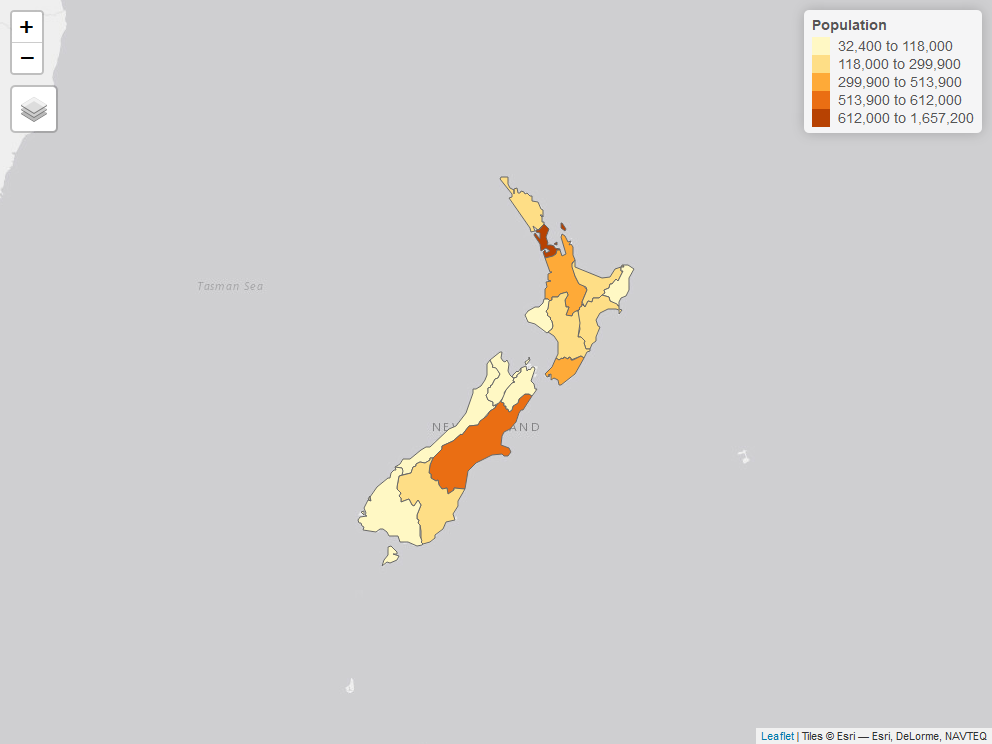 +
−
Population
32,400 to 118,000
118,000 to 299,900
299,900 to 513,900
513,900 to 612,000
612,000 to 1,657,200
Tasman Sea
NE AND
Leaflet | Tiles © Esri — Esri, DeLorme, NAVTEQ